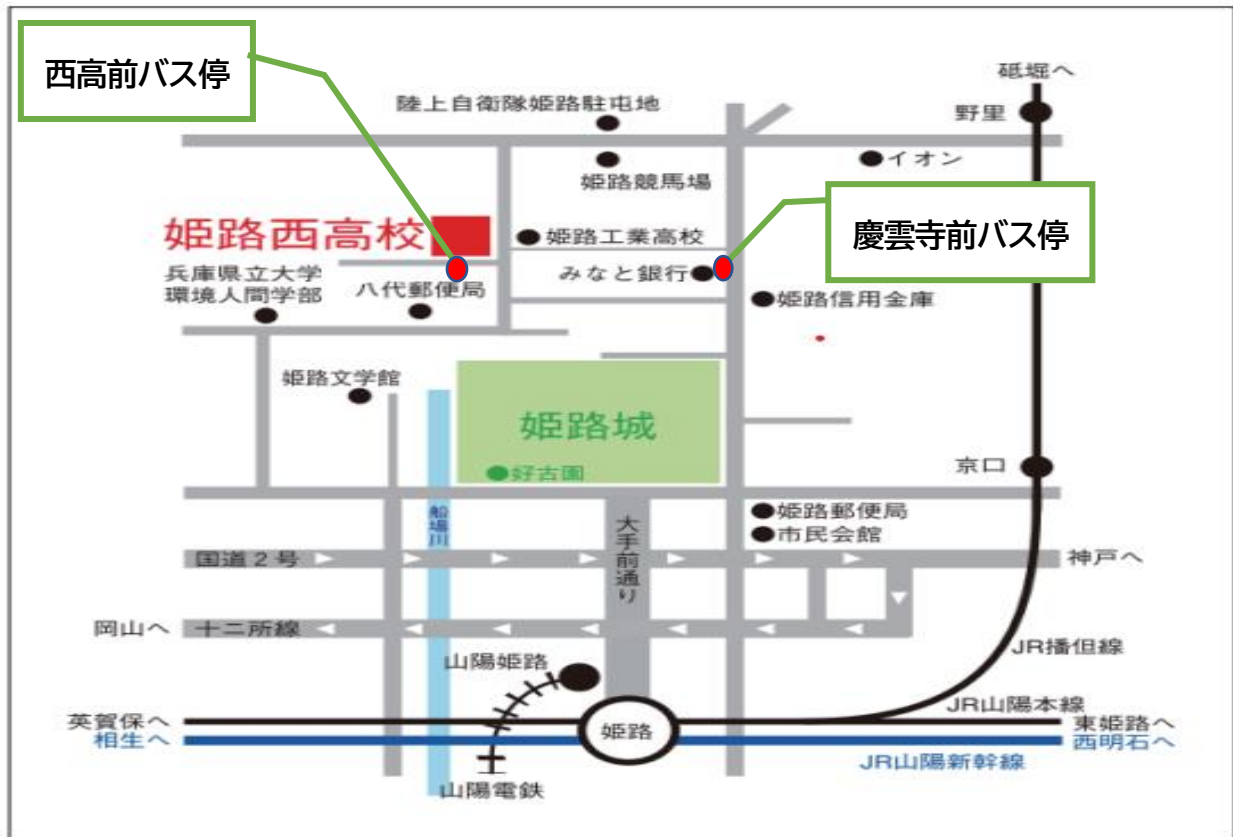 西高前バス停
砥堀へ
陸上自衛隊姫路駐屯地
野里
イオン
姫路競馬場
姫路西高校
姫路工業高校
慶雲寺前バス停
兵庫県立大学
環境人間学部
八代郵便局
みなと銀行
姫路信用金庫
姫路文学館
姫路城
好古園
京口
船場川
大手前通り
姫路郵便局
市民会館
国道2号
神戸へ
岡山へ
十二所線
山陽姫路
JR播但線
JR山陽本線
英賀保へ
姫路
東姫路へ
相生へ
西明石へ
JR山陽新幹線
山陽電鉄